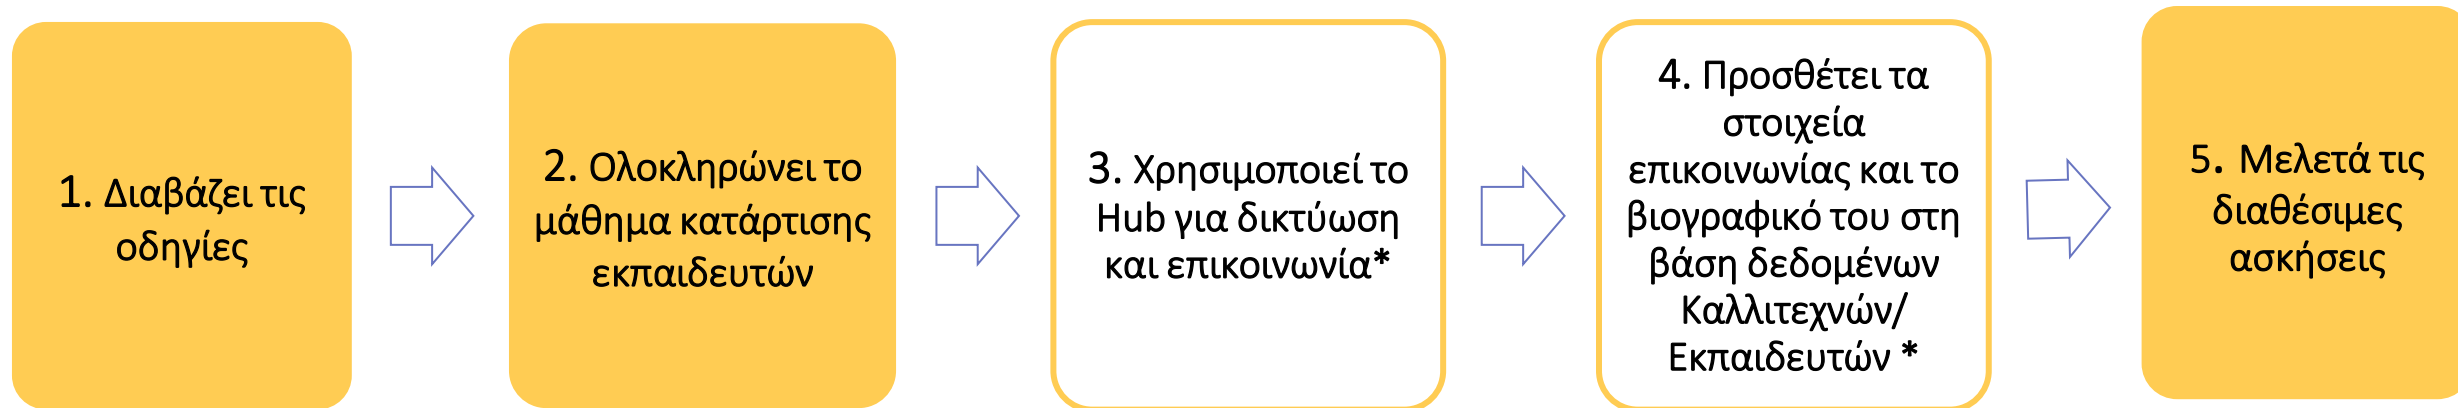 1. Διαβάζει τις
οδηγίες
2. Ολοκληρώνει το
μάθημα κατάρτισης
εκπαιδευτών
3. Χρησιμοποιεί το
Hub για δικτύωση
και επικοινωνία*
4. Προσθέτει τα
στοιχεία
επικοινωνίας και το
βιογραφικό του στη
βάση δεδομένων
Καλλιτεχνών/
Εκπαιδευτών *
5. Μελετά τις
διαθέσιμες
ασκήσεις